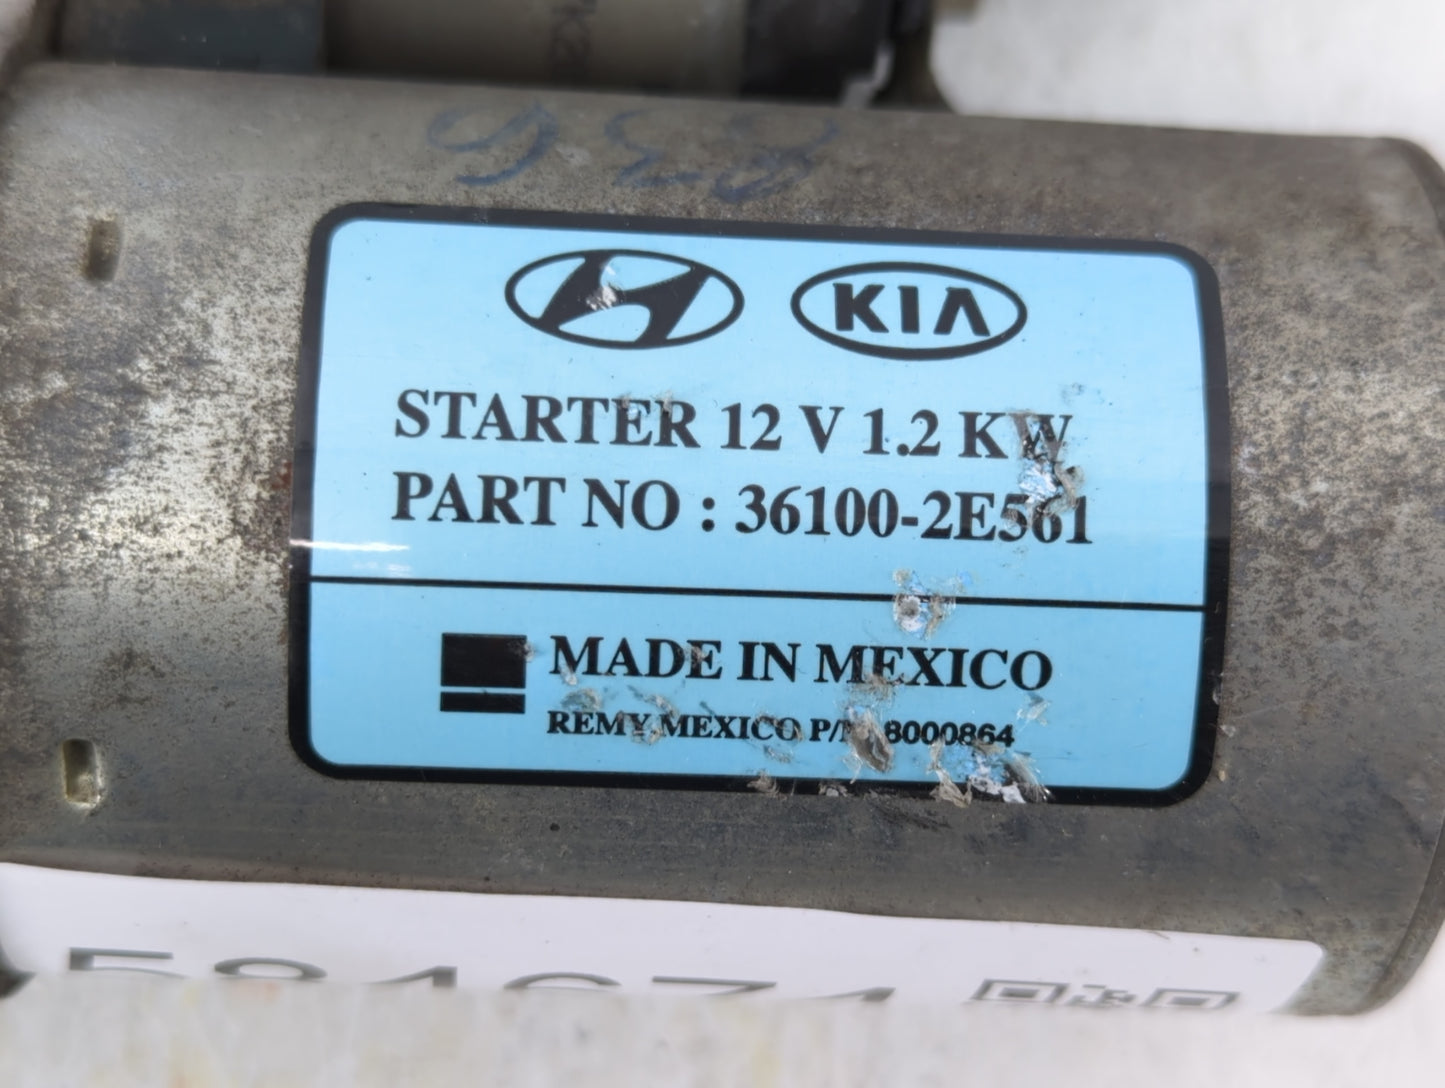 KIA
STARTER 12 V 1.2 KW
PART NO : 36100-2E561
MADE IN MEXICO
REMY MEXICO 8000864